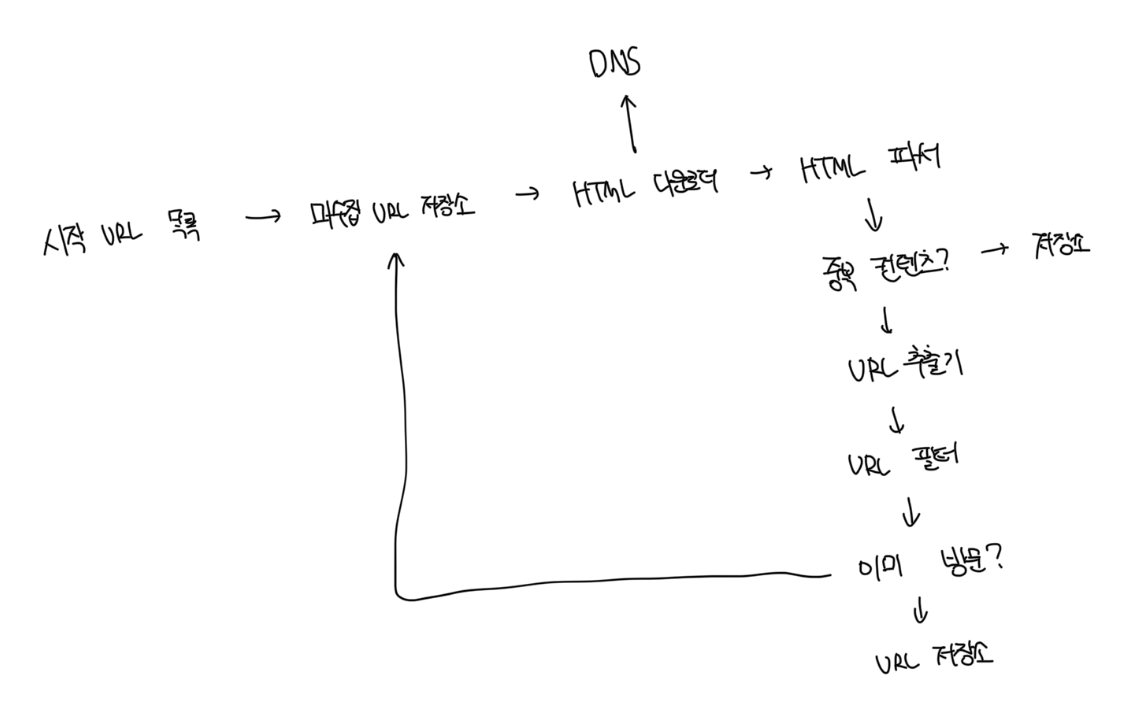 DNS
시작 URL 목록
미수집 URL 저장소
HTML 다운로더
HTML 파서
중복 컨텐츠?
저장소
URL 추출기
URL 필터
이미 방문?
URL 저장소